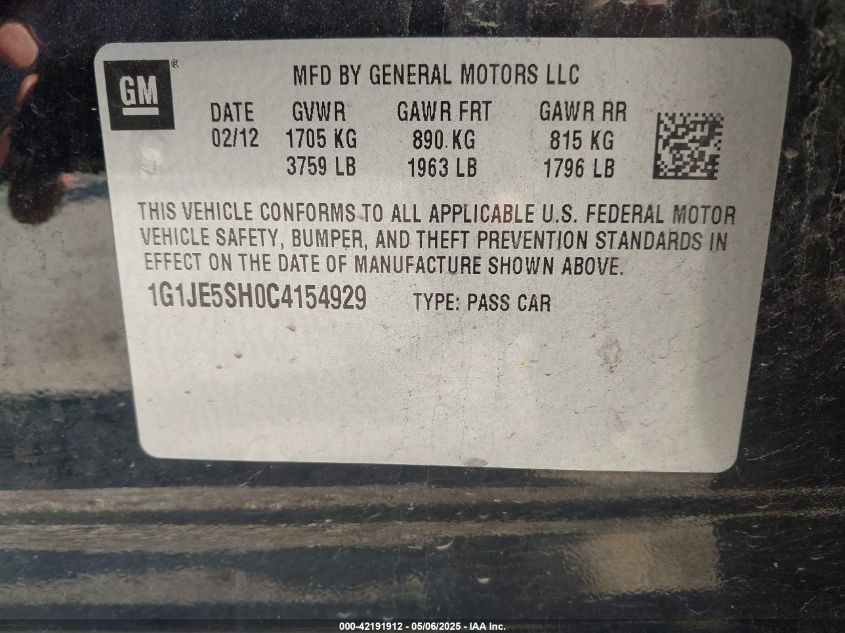 GM ®
MFD BY GENERAL MOTORS LLC
DATE GVWR GAWR FRT GAWR RR
02/12 1705 KG 890 KG 815 KG
3759 LB 1963 LB 1796 LB
THIS VEHICLE CONFORMS TO ALL APPLICABLE U.S. FEDERAL MOTOR
VEHICLE SAFETY, BUMPER, AND THEFT PREVENTION STANDARDS IN
EFFECT ON THE DATE OF MANUFACTURE SHOWN ABOVE.
1G1JE5SH0C4154929 TYPE: PASS CAR
000-42191912 - 05/06/2025 - IAA Inc.